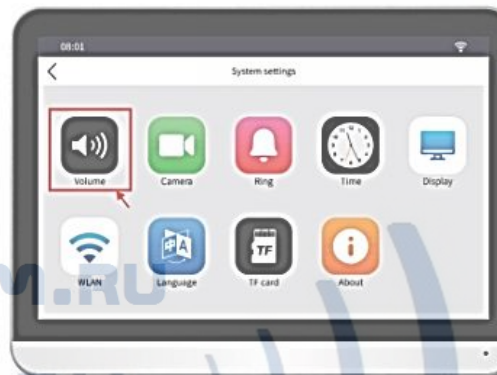 08:01
System settings
Volume
Camera
Ring
Time
Display
WLAN
Language
TF
TF card
About
M.RU